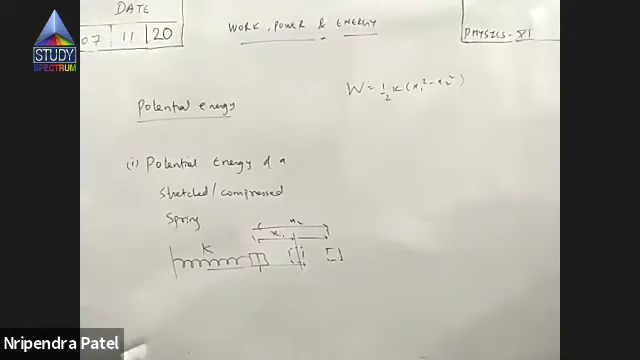 DATE
07 11 20
WORK, POWER & ENERGY
PHYSICS - XI
STUDY
SPECTRUM
W = 1/2 K (x₁² - x₂²)
Potential energy
(i) Potential Energy of a
stretched/compressed
Spring
x₂
x₁
K
Nripendra Patel